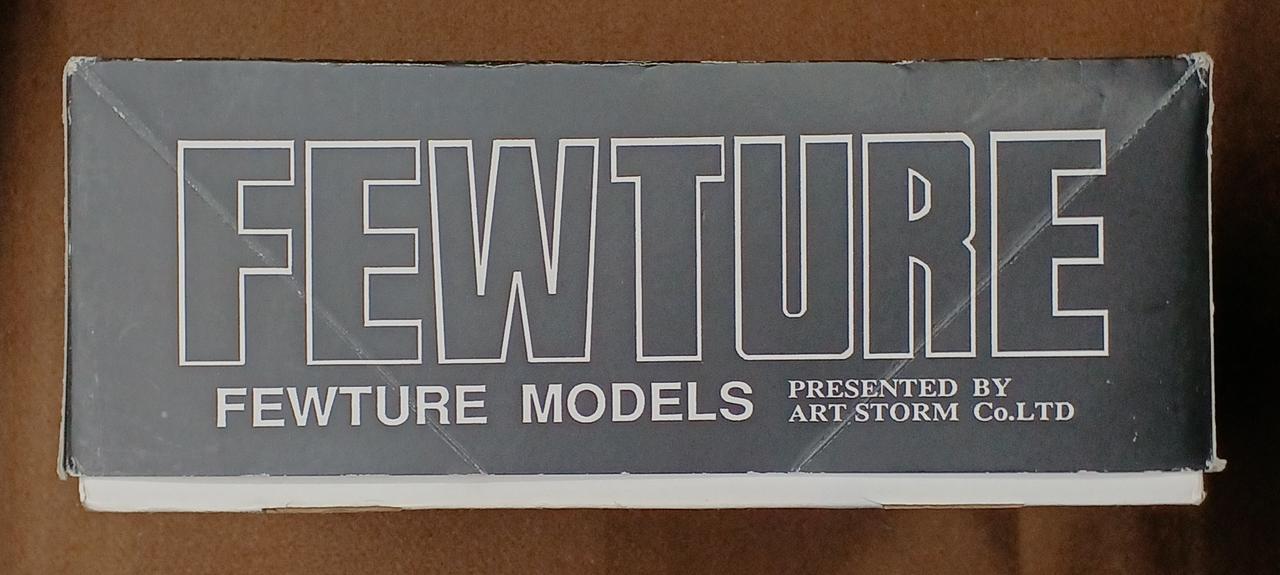 FEWTURE
FEWTURE MODELS
PRESENTED BY
ART STORM Co.LTD